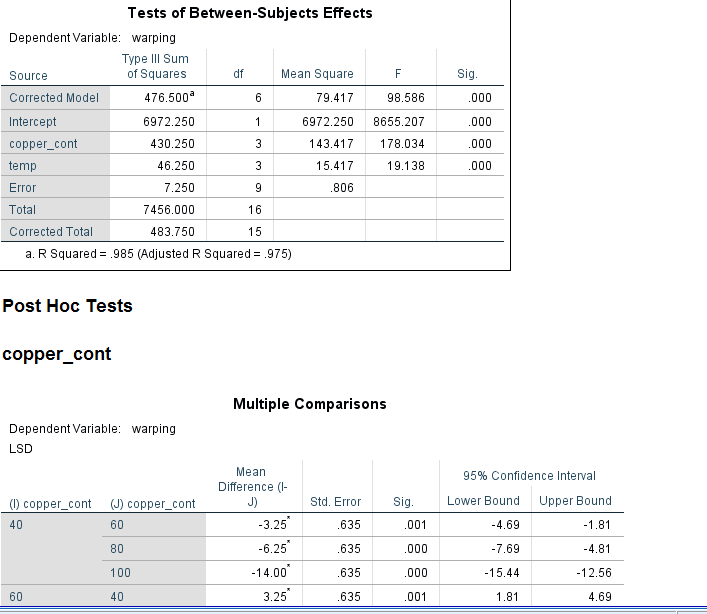 Tests of Between-Subjects Effects
Dependent Variable: warping
Source Type III Sum of Squares df Mean Square F Sig.
Corrected Model 476.500a 6 79.417 98.586 .000
Intercept 6972.250 1 6972.250 8655.207 .000
copper_cont 430.250 3 143.417 178.034 .000
temp 46.250 3 15.417 19.138 .000
Error 7.250 9 .806
Total 7456.000 16
Corrected Total 483.750 15
a. R Squared = .985 (Adjusted R Squared = .975)
Post Hoc Tests
copper_cont
Multiple Comparisons
Dependent Variable: warping
LSD
(I) copper_cont (J) copper_cont Mean Difference (I-J) Std. Error Sig. 95% Confidence Interval
Lower Bound Upper Bound
40 60 -3.25* .635 .001 -4.69 -1.81
80 -6.25* .635 .000 -7.69 -4.81
100 -14.00* .635 .000 -15.44 -12.56
60 40 3.25* .635 .001 1.81 4.69